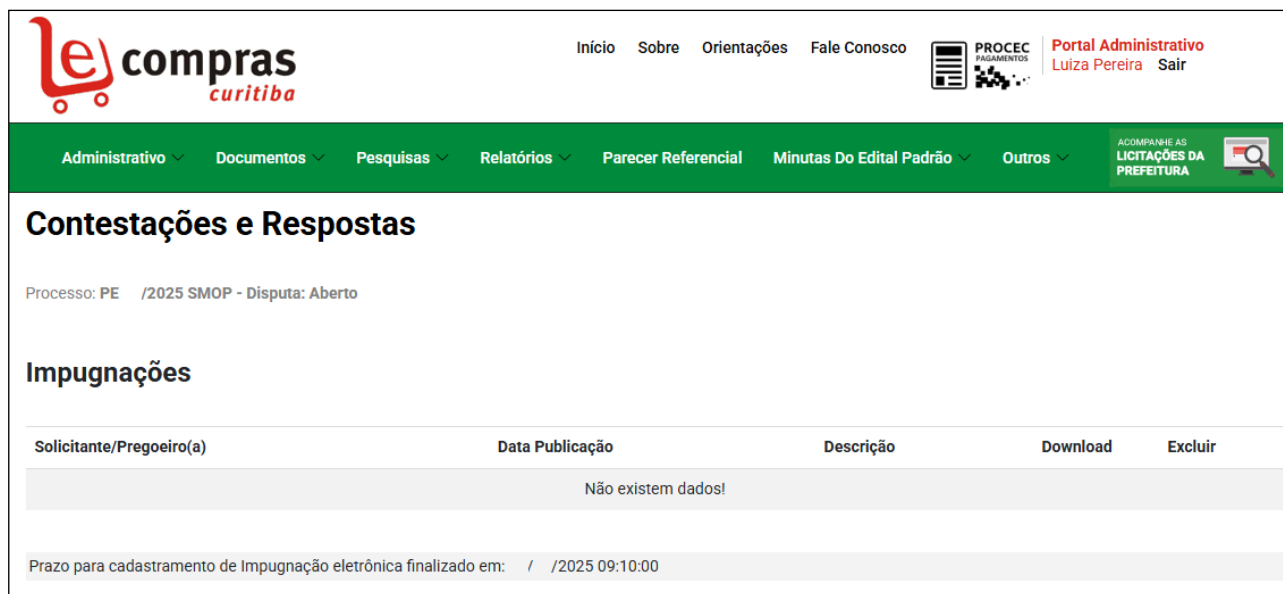 e compras
curitiba
Início Sobre Orientações Fale Conosco
PROCEC
PAGAMENTOS
Portal Administrativo
Luiza Pereira Sair
Administrativo Documentos Pesquisas Relatórios Parecer Referencial Minutas Do Edital Padrão Outros
ACOMPANHE AS
LICITAÇÕES DA
PREFEITURA
Contestações e Respostas
Processo: PE /2025 SMOP - Disputa: Aberto
Impugnações
Solicitante/Pregoeiro(a) Data Publicação Descrição Download Excluir
Não existem dados!
Prazo para cadastramento de Impugnação eletrônica finalizado em: / /2025 09:10:00